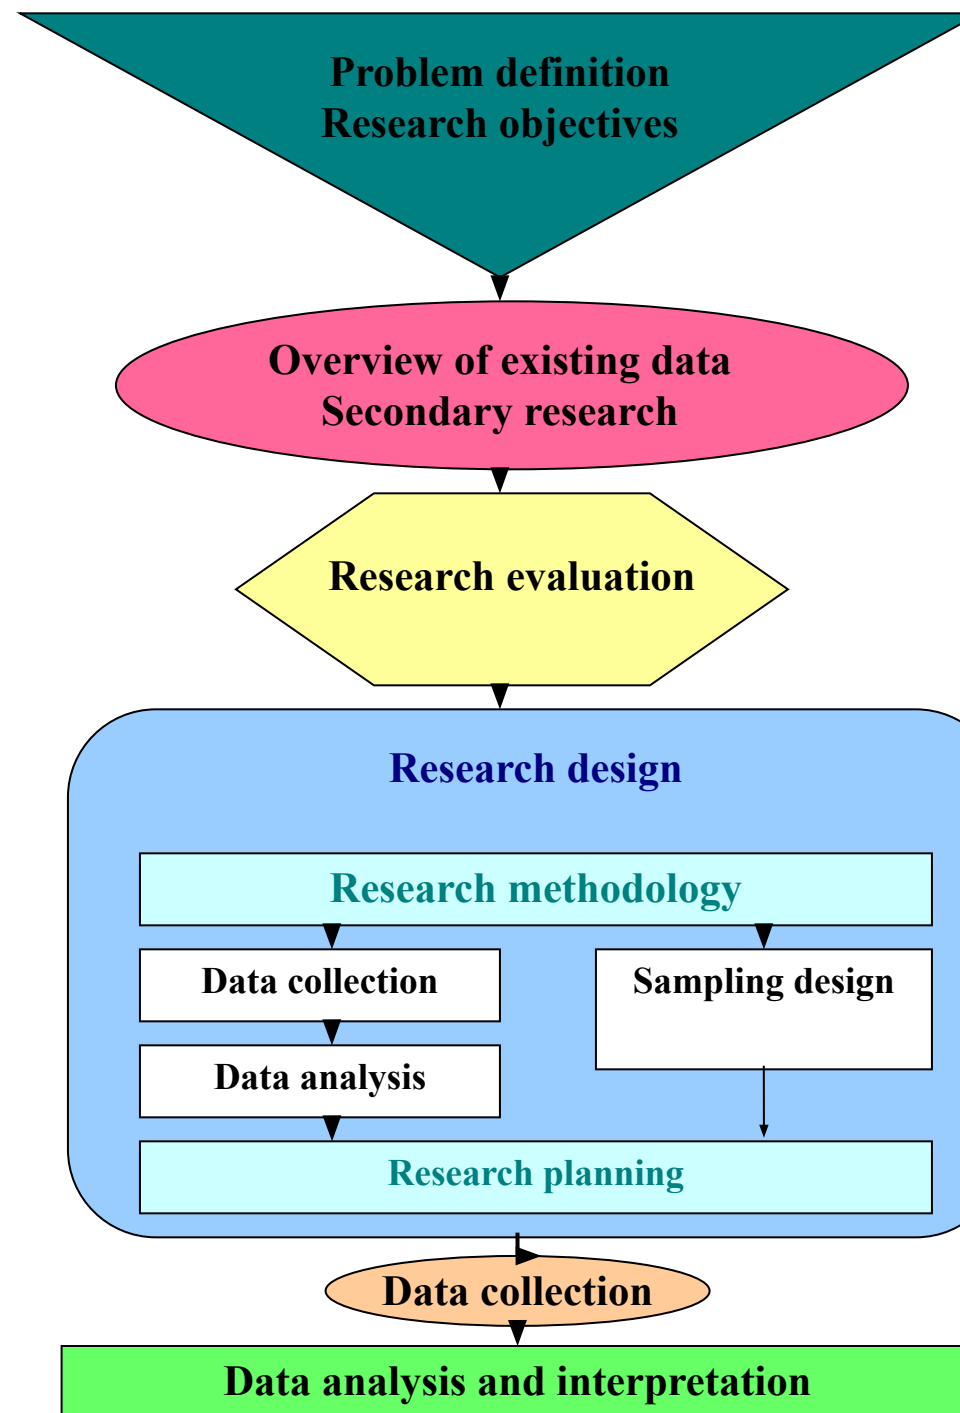 Problem definition
Research objectives
Overview of existing data
Secondary research
Research evaluation
Research design
Research methodology
Data collection
Sampling design
Data analysis
Research planning
Data collection
Data analysis and interpretation